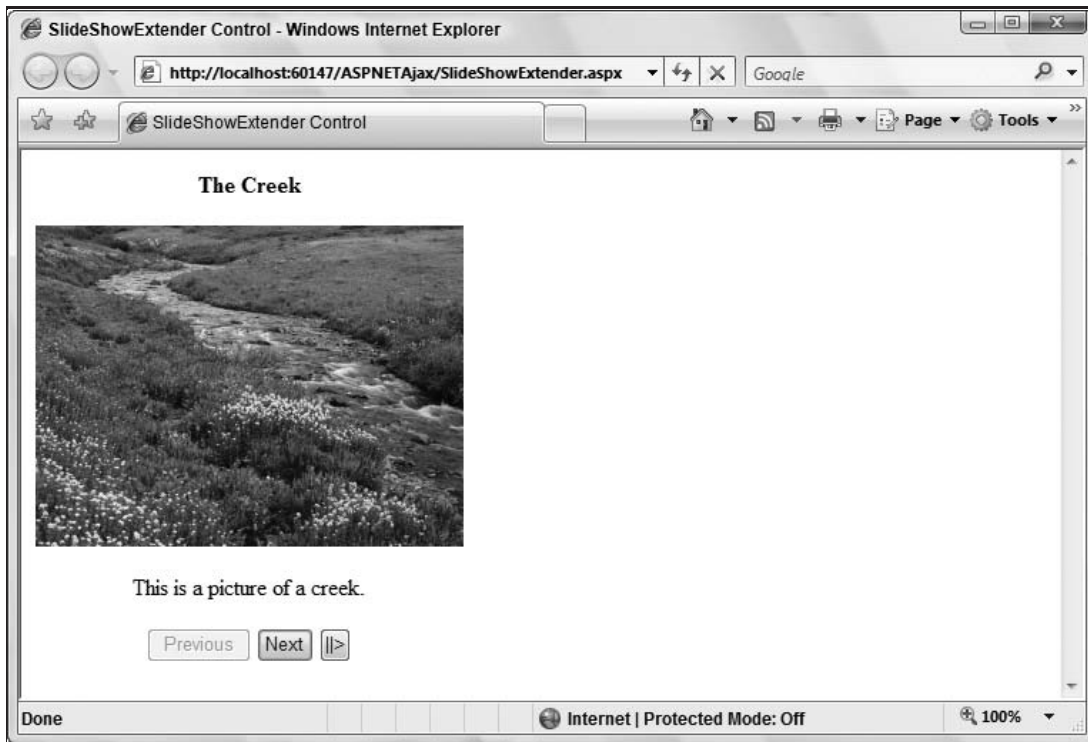 SlideShowExtender Control - Windows Internet Explorer
http://localhost:60147/ASPNETAjax/SlideShowExtender.aspx
Google
SlideShowExtender Control
Page
Tools
»
The Creek
This is a picture of a creek.
Previous
Next
||>
Done
Internet | Protected Mode: Off
100%